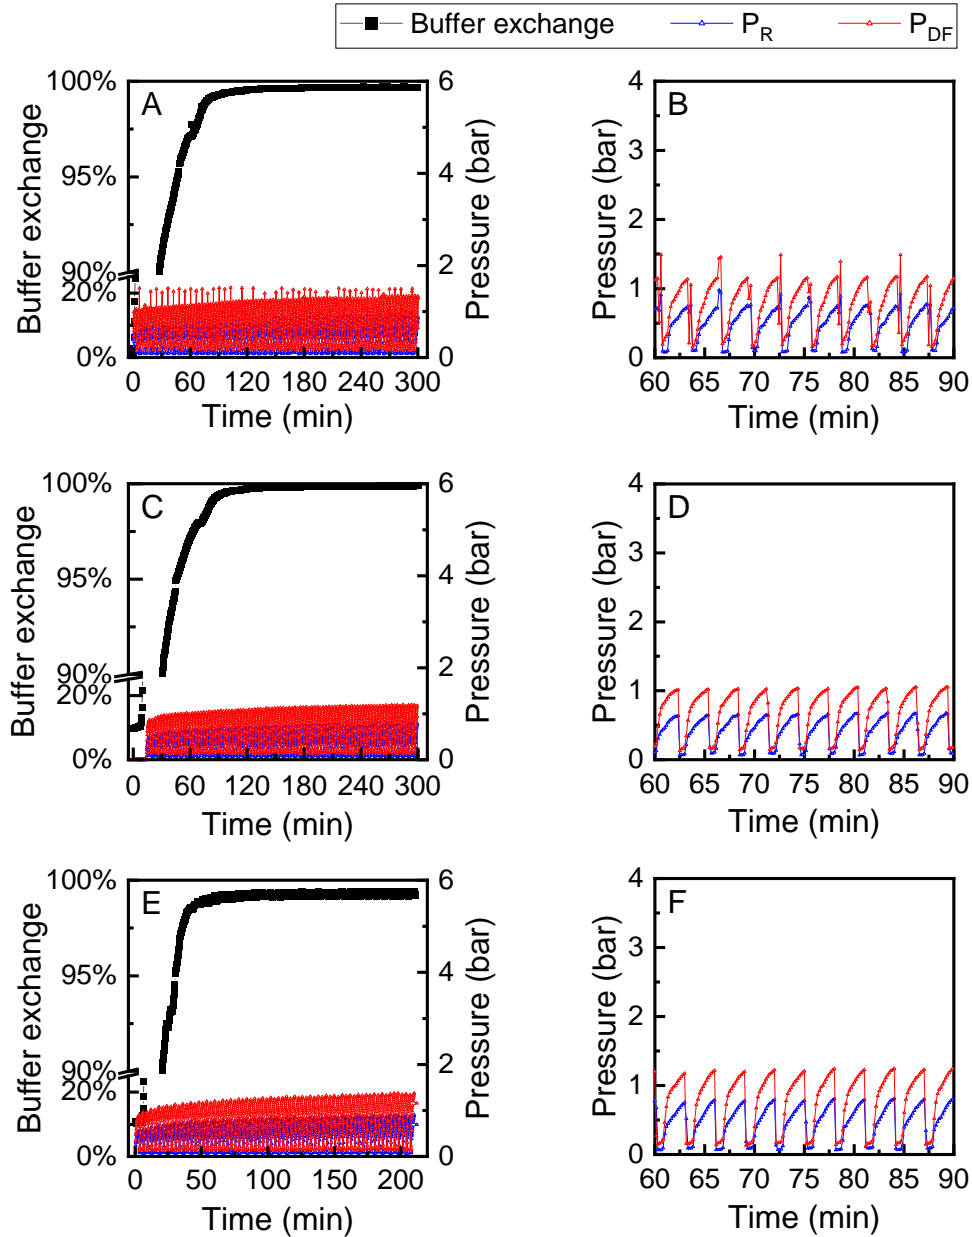 Buffer exchange P_R P_DF
A
100%
95%
90%
20%
0%
Buffer exchange
6
4
2
0
Pressure (bar)
0 60 120 180 240 300
Time (min)
B
4
3
2
1
0
Pressure (bar)
60 65 70 75 80 85 90
Time (min)
C
100%
95%
90%
20%
0%
Buffer exchange
6
4
2
0
Pressure (bar)
0 60 120 180 240 300
Time (min)
D
4
3
2
1
0
Pressure (bar)
60 65 70 75 80 85 90
Time (min)
E
100%
95%
90%
20%
0%
Buffer exchange
6
4
2
0
Pressure (bar)
0 50 100 150 200
Time (min)
F
4
3
2
1
0
Pressure (bar)
60 65 70 75 80 85 90
Time (min)